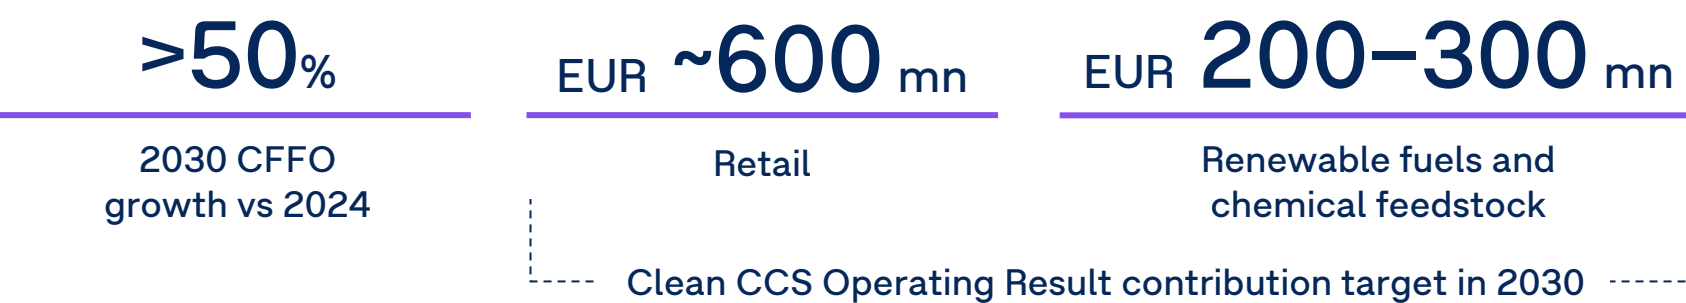 >50%
2030 CFFO
growth vs 2024
EUR ~600 mn
Retail
EUR 200–300 mn
Renewable fuels and
chemical feedstock
Clean CCS Operating Result contribution target in 2030